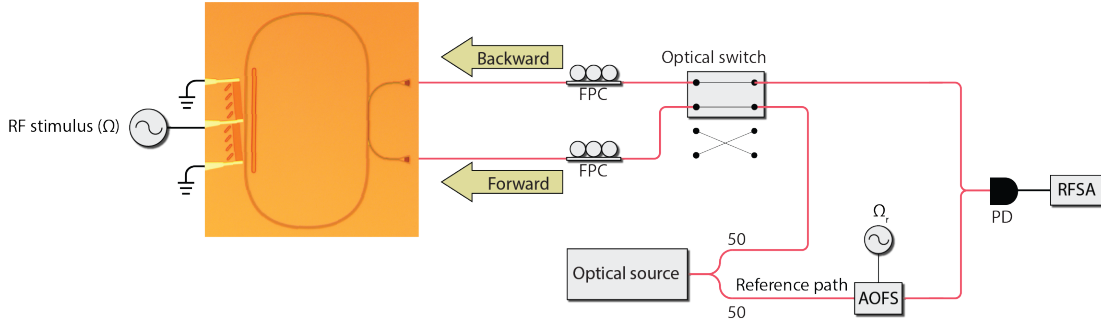 Backward
Optical switch
FPC
RF stimulus (Ω)
FPC
Forward
RFSA
PD
Ωr
50
Optical source
Reference path
AOFS
50